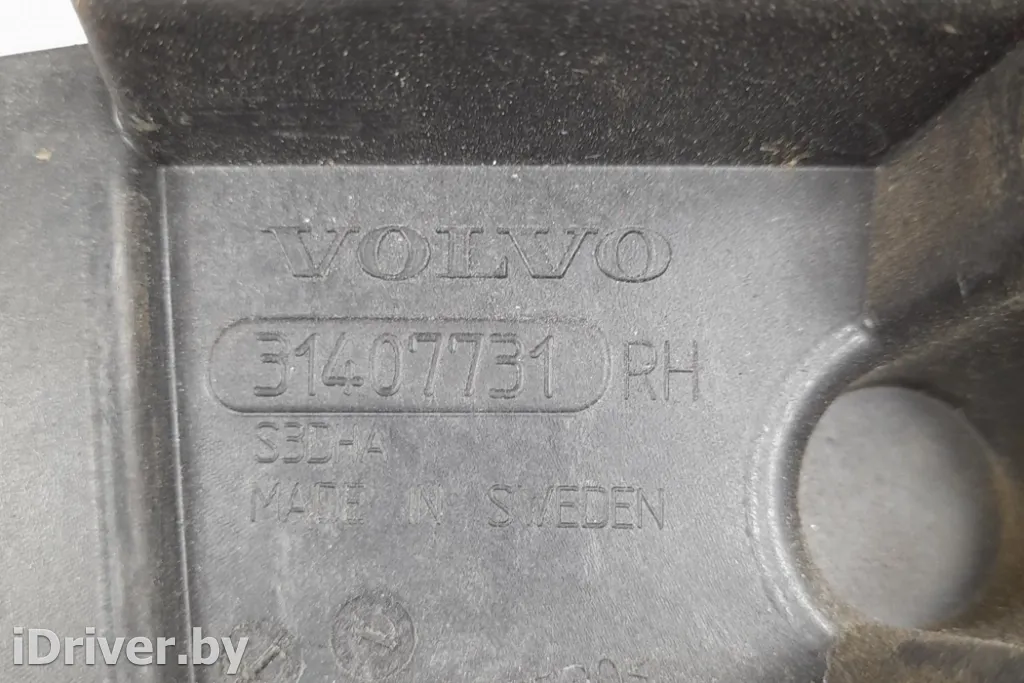 VOLVO
31407731 RH
S3DHA
MADE IN SWEDEN
iDriver.by